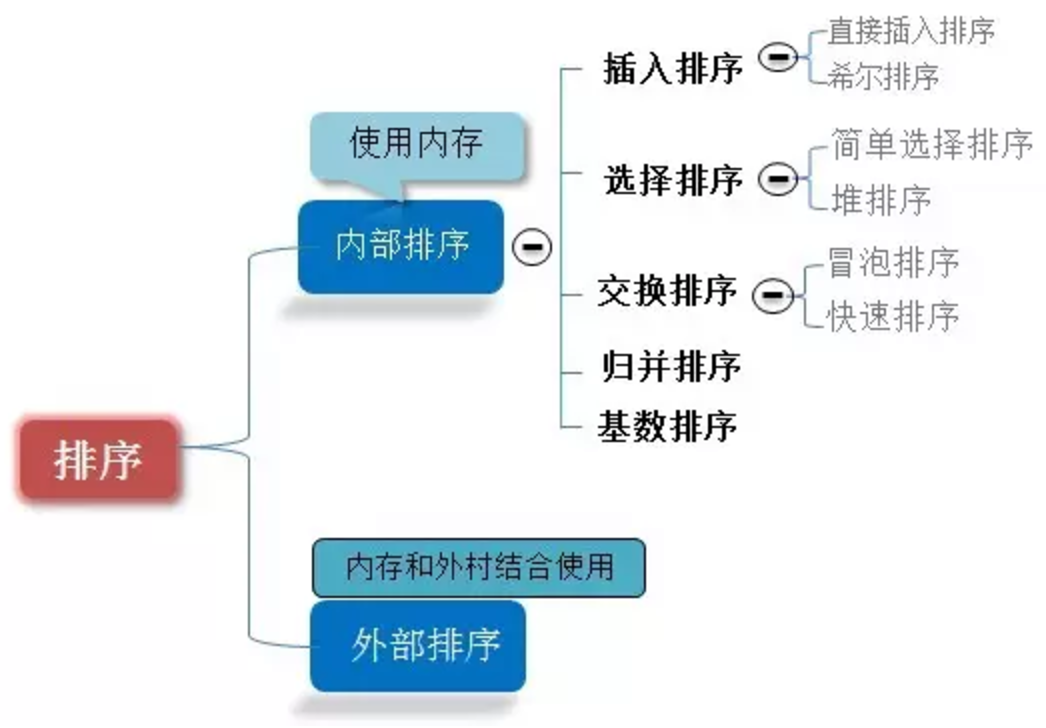 直接插入排序
插入排序
希尔排序
使用内存
简单选择排序
选择排序
堆排序
内部排序
冒泡排序
交换排序
快速排序
归并排序
基数排序
排序
内存和外村结合使用
外部排序